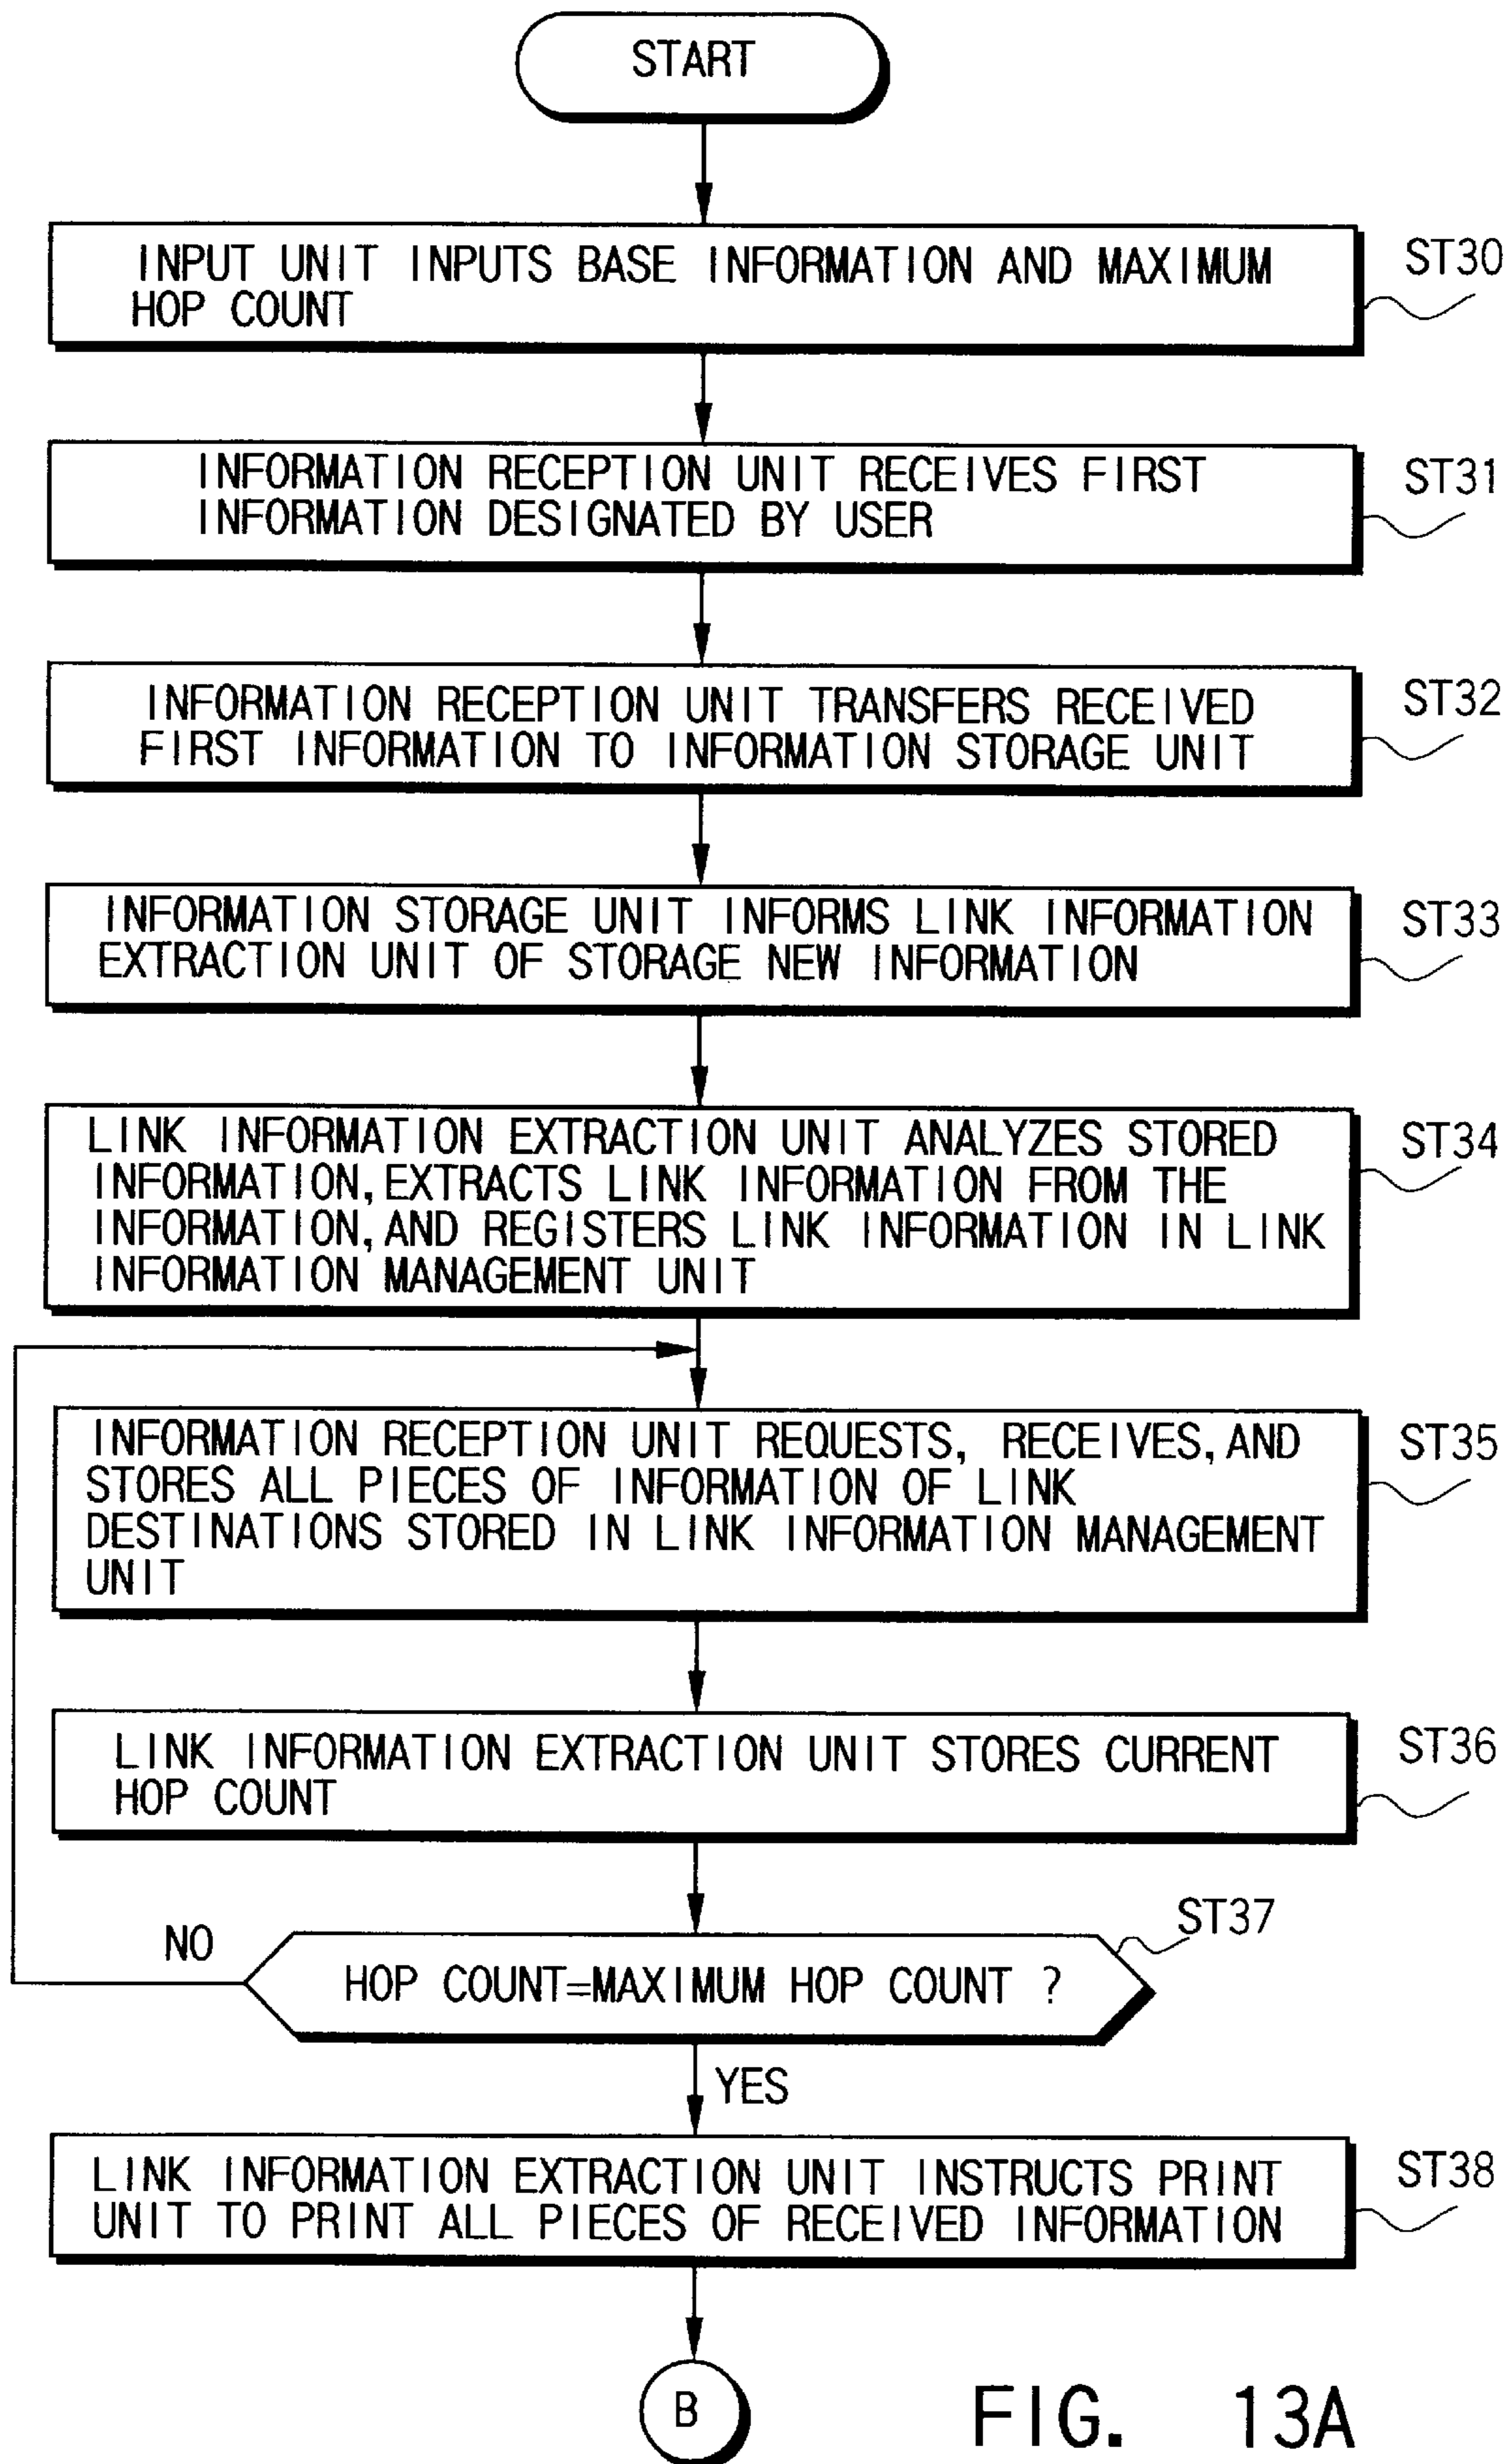 START
INPUT UNIT INPUTS BASE INFORMATION AND MAXIMUM
HOP COUNT
ST30
INFORMATION RECEPTION UNIT RECEIVES FIRST
INFORMATION DESIGNATED BY USER
ST31
INFORMATION RECEPTION UNIT TRANSFERS RECEIVED
FIRST INFORMATION TO INFORMATION STORAGE UNIT
ST32
INFORMATION STORAGE UNIT INFORMS LINK INFORMATION
EXTRACTION UNIT OF STORAGE NEW INFORMATION
ST33
LINK INFORMATION EXTRACTION UNIT ANALYZES STORED
INFORMATION, EXTRACTS LINK INFORMATION FROM THE
INFORMATION, AND REGISTERS LINK INFORMATION IN LINK
INFORMATION MANAGEMENT UNIT
ST34
INFORMATION RECEPTION UNIT REQUESTS, RECEIVES, AND
STORES ALL PIECES OF INFORMATION OF LINK
DESTINATIONS STORED IN LINK INFORMATION MANAGEMENT
UNIT
ST35
LINK INFORMATION EXTRACTION UNIT STORES CURRENT
HOP COUNT
ST36
ST37
NO
HOP COUNT=MAXIMUM HOP COUNT ?
YES
LINK INFORMATION EXTRACTION UNIT INSTRUCTS PRINT
UNIT TO PRINT ALL PIECES OF RECEIVED INFORMATION
ST38
B
FIG. 13A